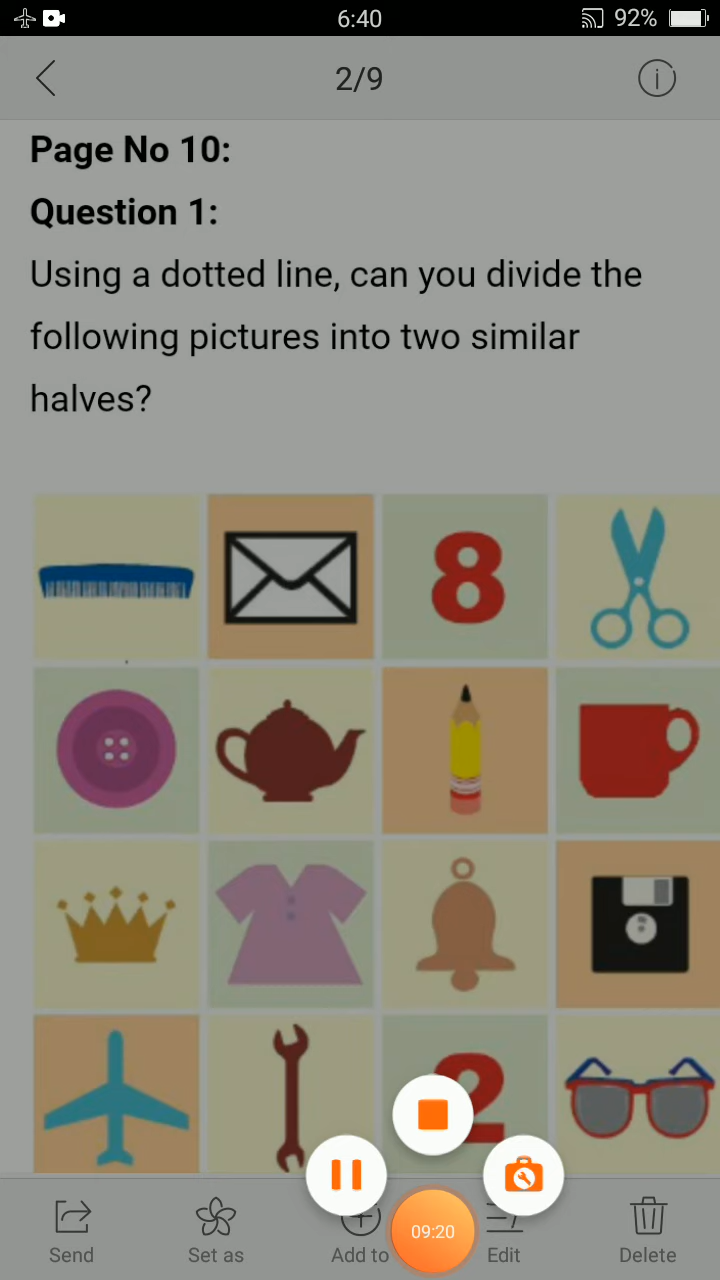 6:40
92%
2/9
Page No 10:
Question 1:
Using a dotted line, can you divide the
following pictures into two similar
halves?
8
2
09:20
Send
Set as
Add to
Edit
Delete